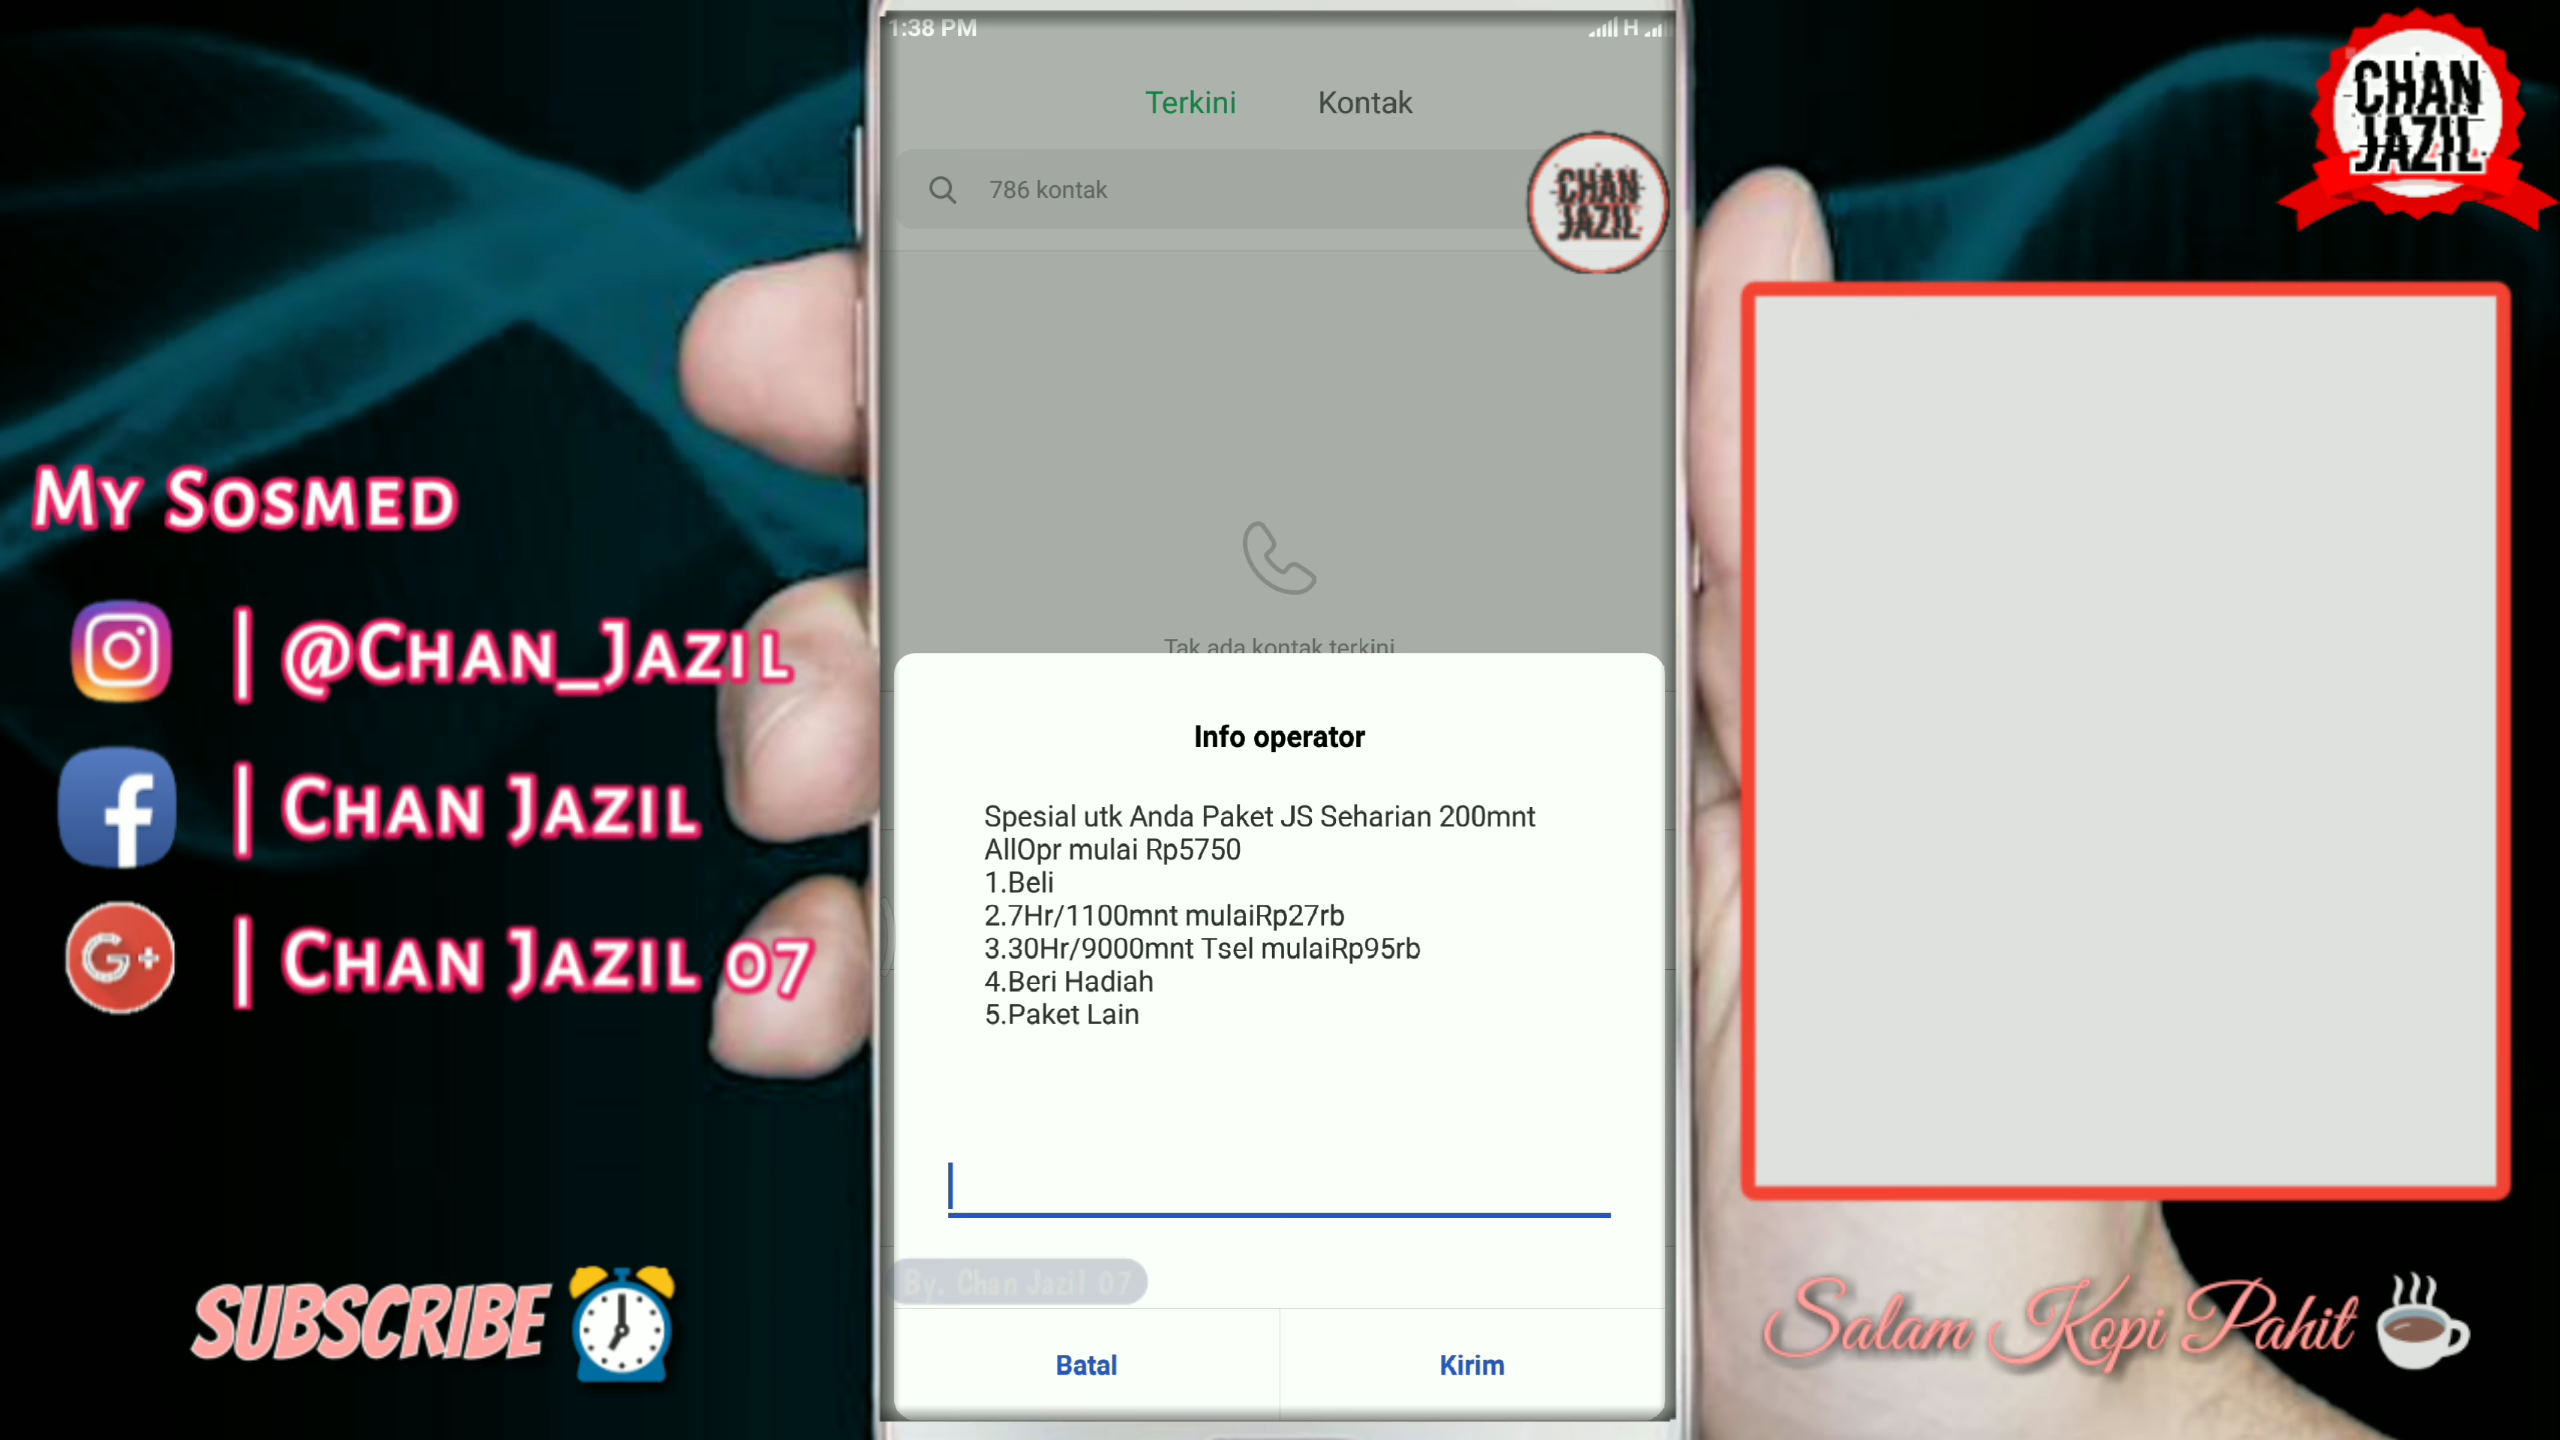 1:38 PM
H
Terkini
Kontak
786 kontak
CHAN
JAZIL
CHAN
JAZIL
Tak ada kontak terkini
My Sosmed
| @Chan_Jazil
| Chan Jazil
G+ | Chan Jazil 07
Info operator
Spesial utk Anda Paket JS Seharian 200mnt
AllOpr mulai Rp5750
1.Beli
2.7Hr/1100mnt mulaiRp27rb
3.30Hr/9000mnt Tsel mulaiRp95rb
4.Beri Hadiah
5.Paket Lain
By. Chan Jazil 07
Batal
Kirim
SUBSCRIBE
Salam Kopi Pahit